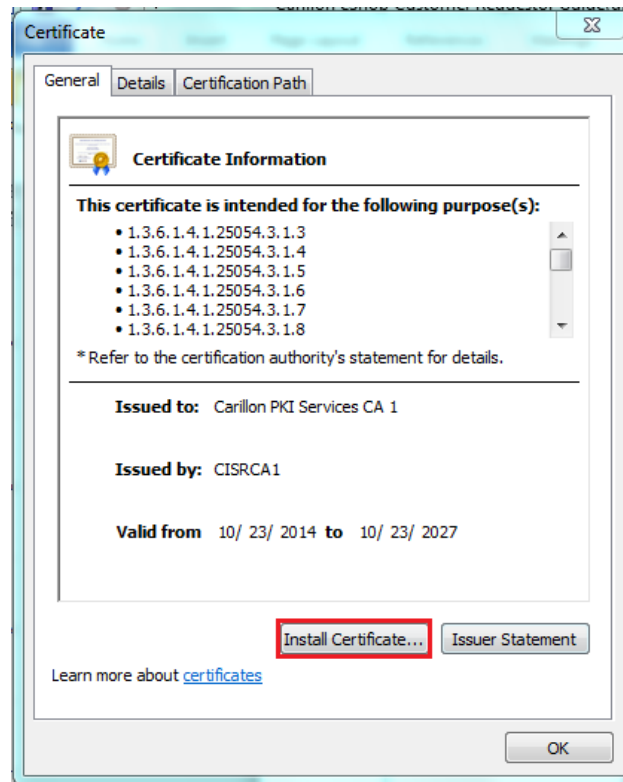 Certificate
General Details Certification Path
Certificate Information
This certificate is intended for the following purpose(s):
• 1.3.6.1.4.1.25054.3.1.3
• 1.3.6.1.4.1.25054.3.1.4
• 1.3.6.1.4.1.25054.3.1.5
• 1.3.6.1.4.1.25054.3.1.6
• 1.3.6.1.4.1.25054.3.1.7
• 1.3.6.1.4.1.25054.3.1.8
* Refer to the certification authority's statement for details.
Issued to: Carillon PKI Services CA 1
Issued by: CISRCA1
Valid from 10/ 23/ 2014 to 10/ 23/ 2027
Install Certificate... Issuer Statement
Learn more about certificates
OK